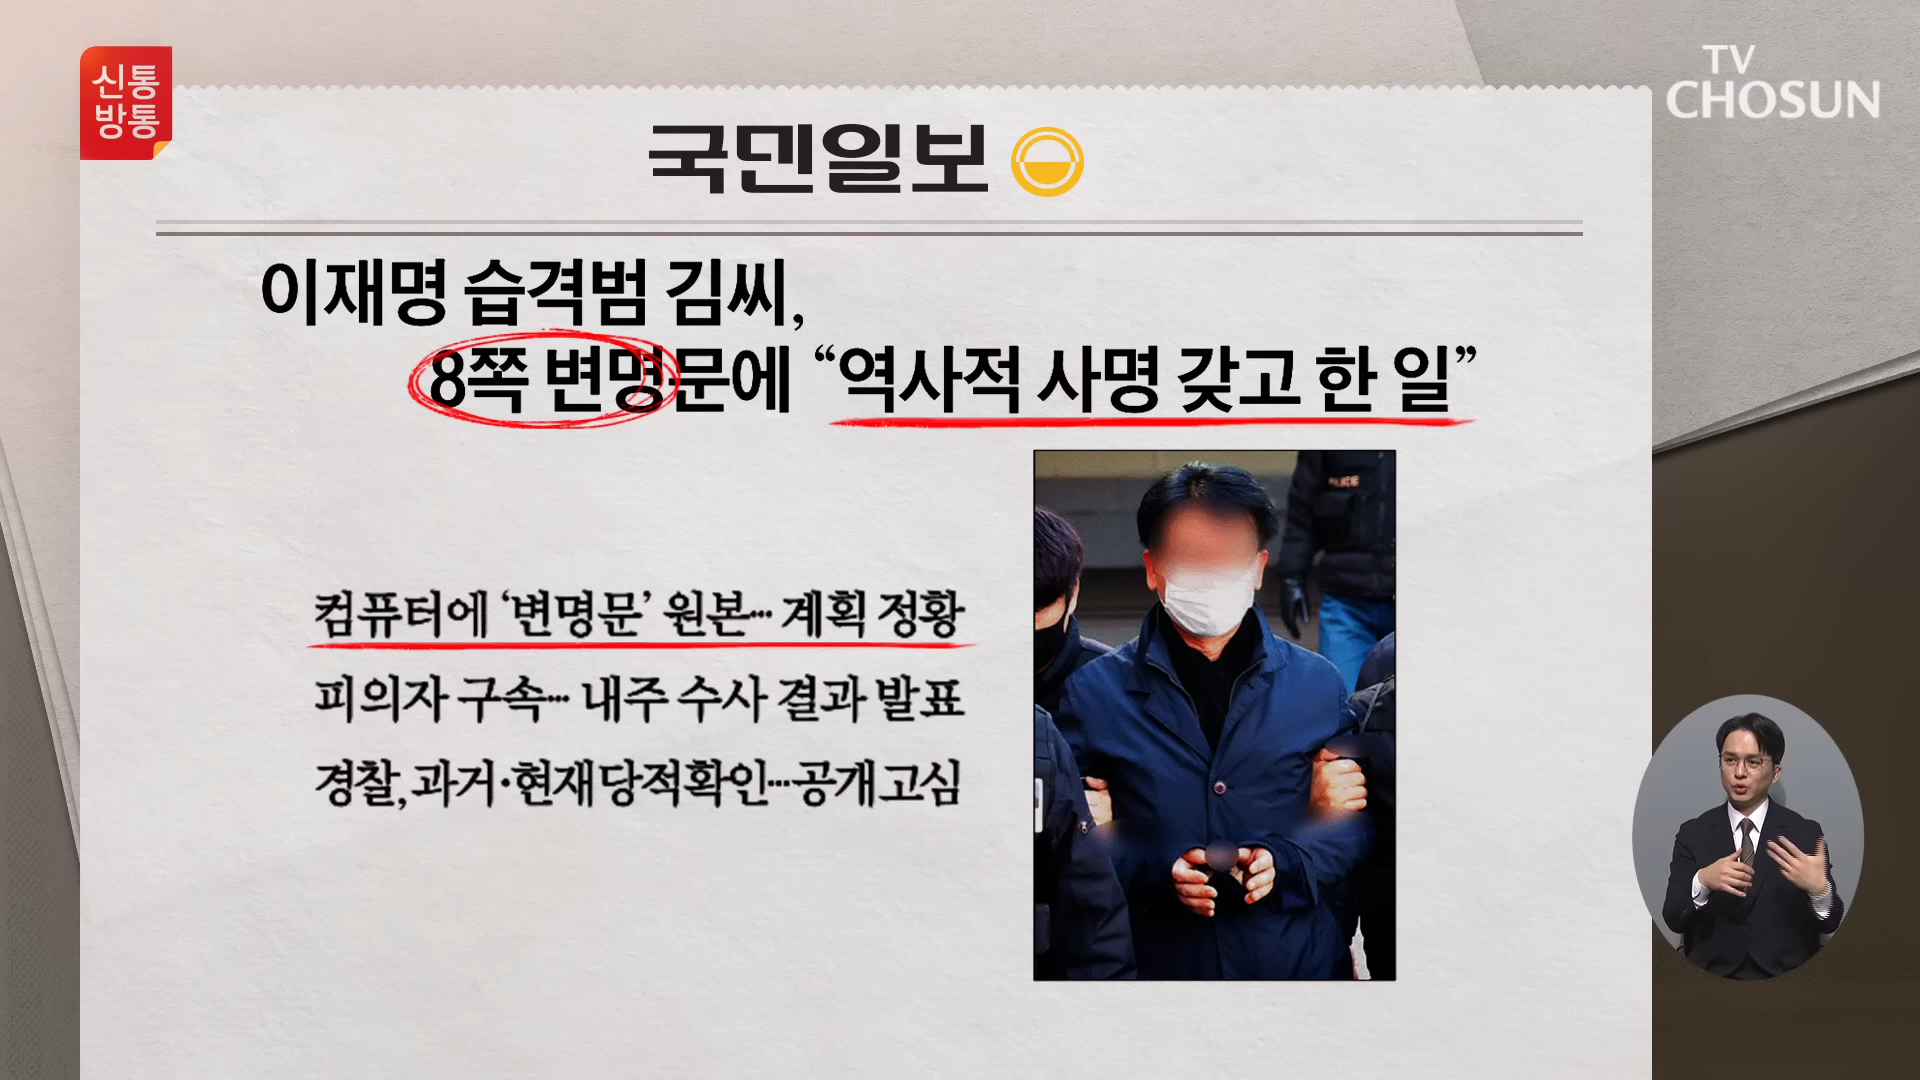 신통
방통
TV
CHOSUN
국민일보
이재명 습격범 김씨,
8쪽 변명문에 “역사적 사명 갖고 한 일”
컴퓨터에 ‘변명문’ 원본… 계획 정황
피의자 구속… 내주 수사 결과 발표
경찰, 과거·현재 당적 확인… 공개 고심
POLICE